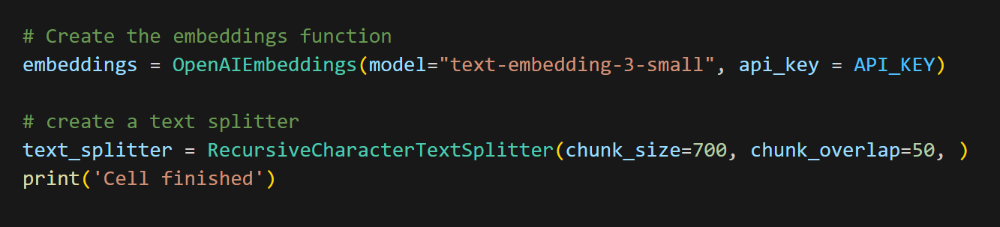 # Create the embeddings function
embeddings = OpenAIEmbeddings(model="text-embedding-3-small", api_key = API_KEY)
# create a text splitter
text_splitter = RecursiveCharacterTextSplitter(chunk_size=700, chunk_overlap=50, )
print('Cell finished')